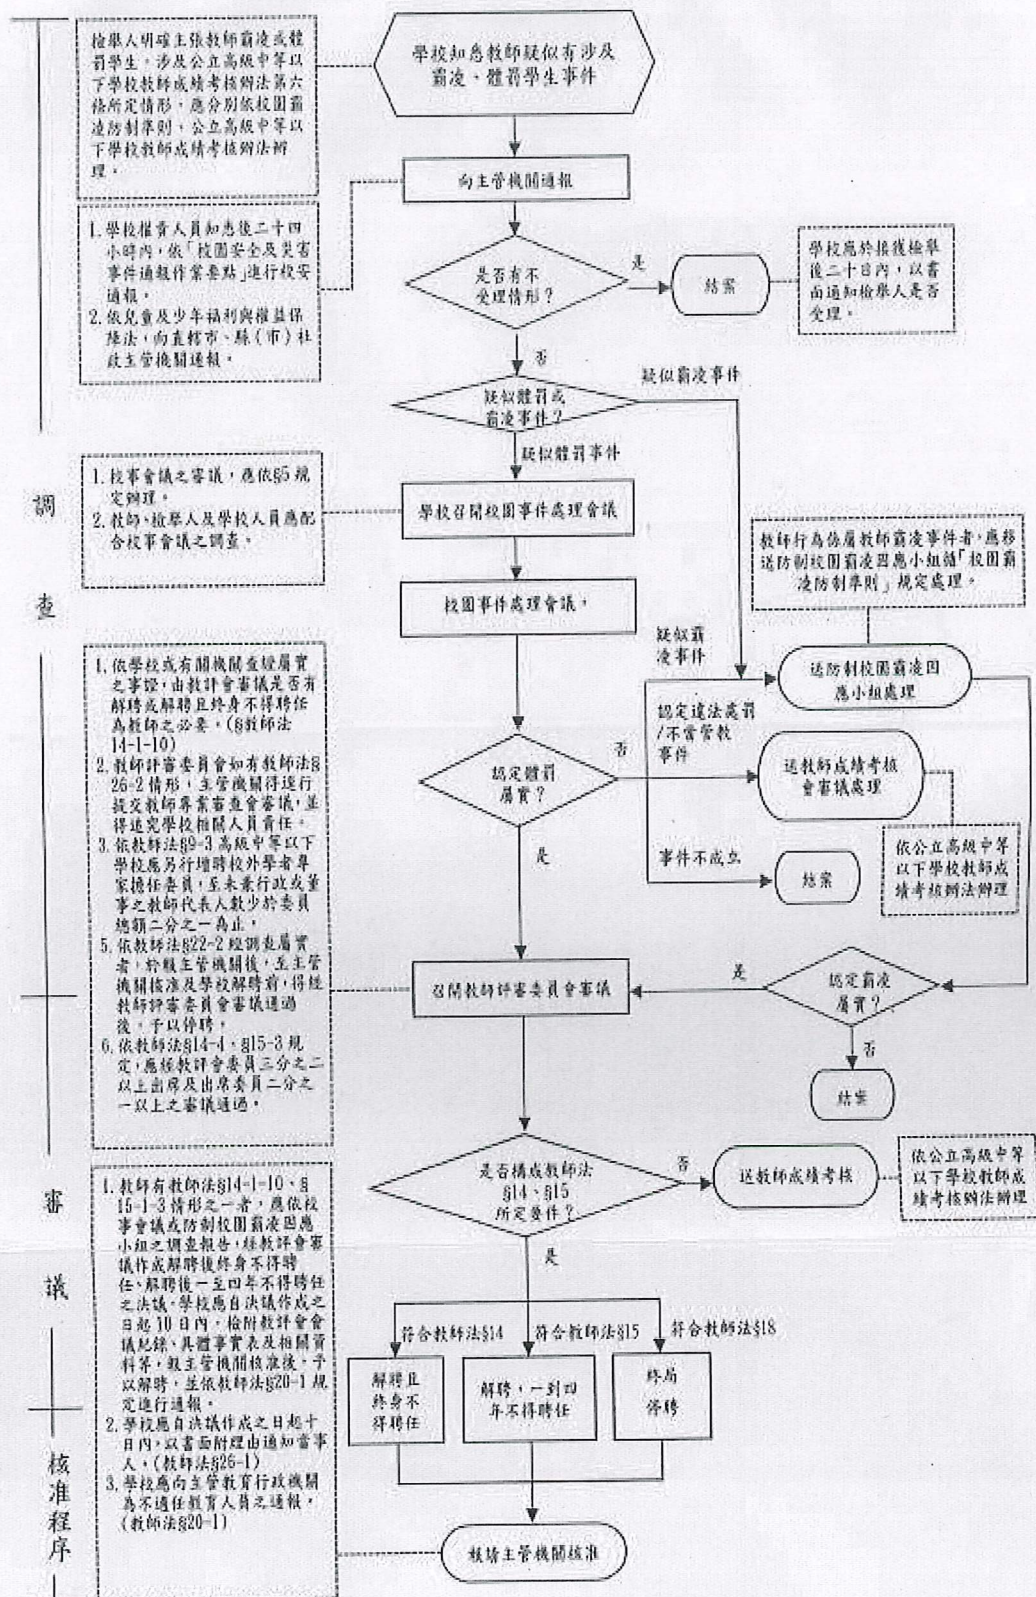 檢舉人明確主張教師霸凌或體
罰學生,涉及公立高級中等以
下學校教師成績考核辦法第六
條所定情形,應分別依校園霸
凌防制準則,公立高級中等以
下學校教師成績考核辦法辦
理。
學校知悉教師疑似有涉及
霸凌、體罰學生事件
向主管機關通報
1. 學校權責人員知悉後二十四
小時內,依「校園安全及災害
事件通報作業要點」進行校安
通報。
2. 依兒童及少年福利與權益保
障法,向直轄市、縣(市)社
政主管機關通報。
是否有不
受理情形?
是
結案
學校應於接獲檢舉
後二十日內,以書
面通知檢舉人是否
受理。
否
疑似霸凌事件
疑似體罰或
霸凌事件?
疑似體罰事件
調
查
1. 校事會議之審議,應依§5 規
定辦理。
2. 教師、檢舉人及學校人員應配
合校事會議之調查。
學校召開校園事件處理會議
校園事件處理會議,
教師行為係屬教師霸凌事件者,應移
送防制校園霸凌因應小組循「校園霸
凌防制準則」規定處理。
疑似霸
凌事件
送防制校園霸凌因
應小組處理
認定違法處罰
/不當管教
事件
否
送教師成績考核
會審議處理
認定體罰
屬實?
依公立高級中等
以下學校教師成
績考核辦法辦理
事件不成立
結案
是
1. 依學校或有關機關查證屬實
之事證,由教評會審議是否有
解聘或解聘且終身不得聘任
為教師之必要。(§教師法
14-1-10)
2. 教師評審委員會如有教師法§
26-2 情形,主管機關得逕行
提交教師專業審查會審議,並
得追究學校相關人員責任。
3. 依教師法§9-3 高級中等以下
學校應另行增聘校外學者專
家擔任委員,至未兼行政或董
事之教師代表人數少於委員
總額二分之一為止,
5. 依教師法§22-2 經調查屬實
者,於報主管機關後,至主管
機關核准及學校解聘前,得經
教師評審委員會審議通過
後,予以停聘,
6. 依教師法§14-4、§15-3 規
定,應經教評會委員三分之二
以上出席及出席委員二分之
一以上之審議通過,
召開教師評審委員會審議
是
認定霸凌
屬實?
否
結案
審
議
是否構成教師法
§14、§15
所定要件?
否
送教師成績考核
依公立高級中等
以下學校教師成
績考核辦法辦理
是
1. 教師有教師法§14-1-10、§
15-1-3 情形之一者,應依校
事會議或防制校園霸凌因應
小組之調查報告,經教評會審
議作成解聘後終身不得聘
任、解聘後一至四年不得聘任
之決議,學校應自決議作成之
日起 10 日內,檢附教評會會
議紀錄、具體事實表及相關資
料等,報主管機關核准後,予
以解聘,並依教師法§20-1 規
定進行通報。
2. 學校應自決議作成之日起十
日內,以書面附理由通知當事
人,(教師法§26-1)
3. 學校應向主管教育行政機關
為不適任教育人員之通報,
(教師法§20-1)
符合教師法§14
符合教師法§15
符合教師法§18
解聘且
終身不
得聘任
解聘,一到四
年不得聘任
終局
停聘
核准程序
報請主管機關核准